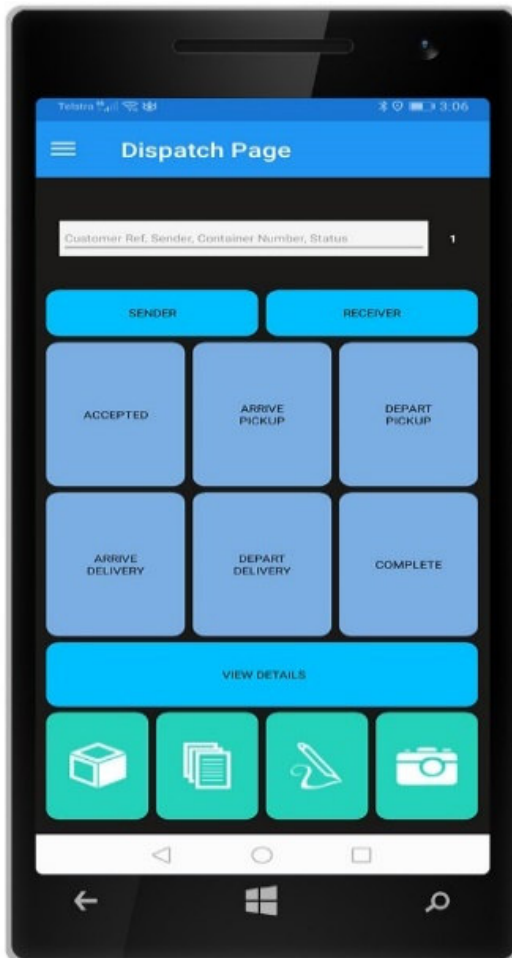 Telstra 3:06
Dispatch Page
Customer Ref, Sender, Container Number, Status 1
SENDER RECEIVER
ACCEPTED ARRIVE PICKUP DEPART PICKUP
ARRIVE DELIVERY DEPART DELIVERY COMPLETE
VIEW DETAILS